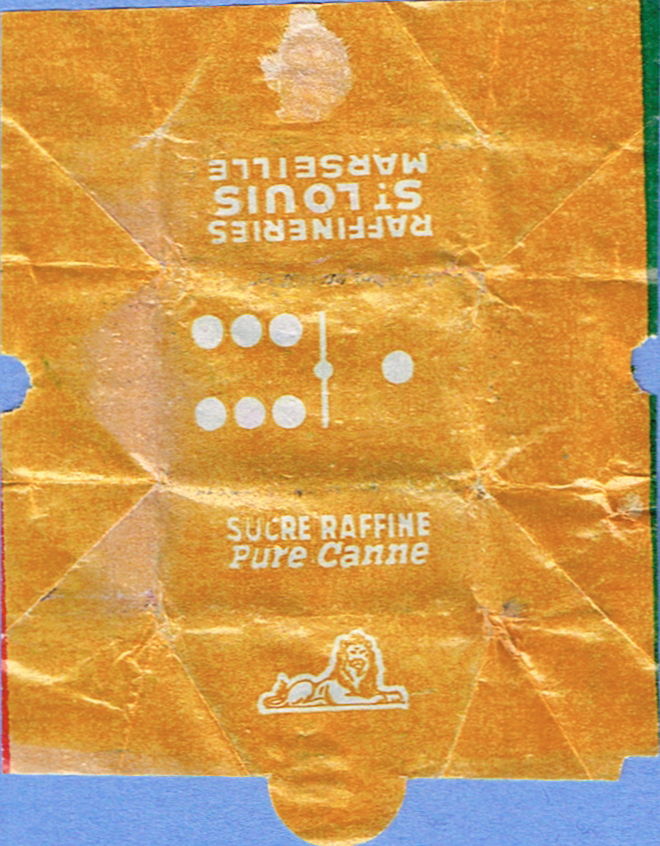 RAFFINERIES
ST LOUIS
MARSEILLE
SUCRE RAFFINE
Pure Canne